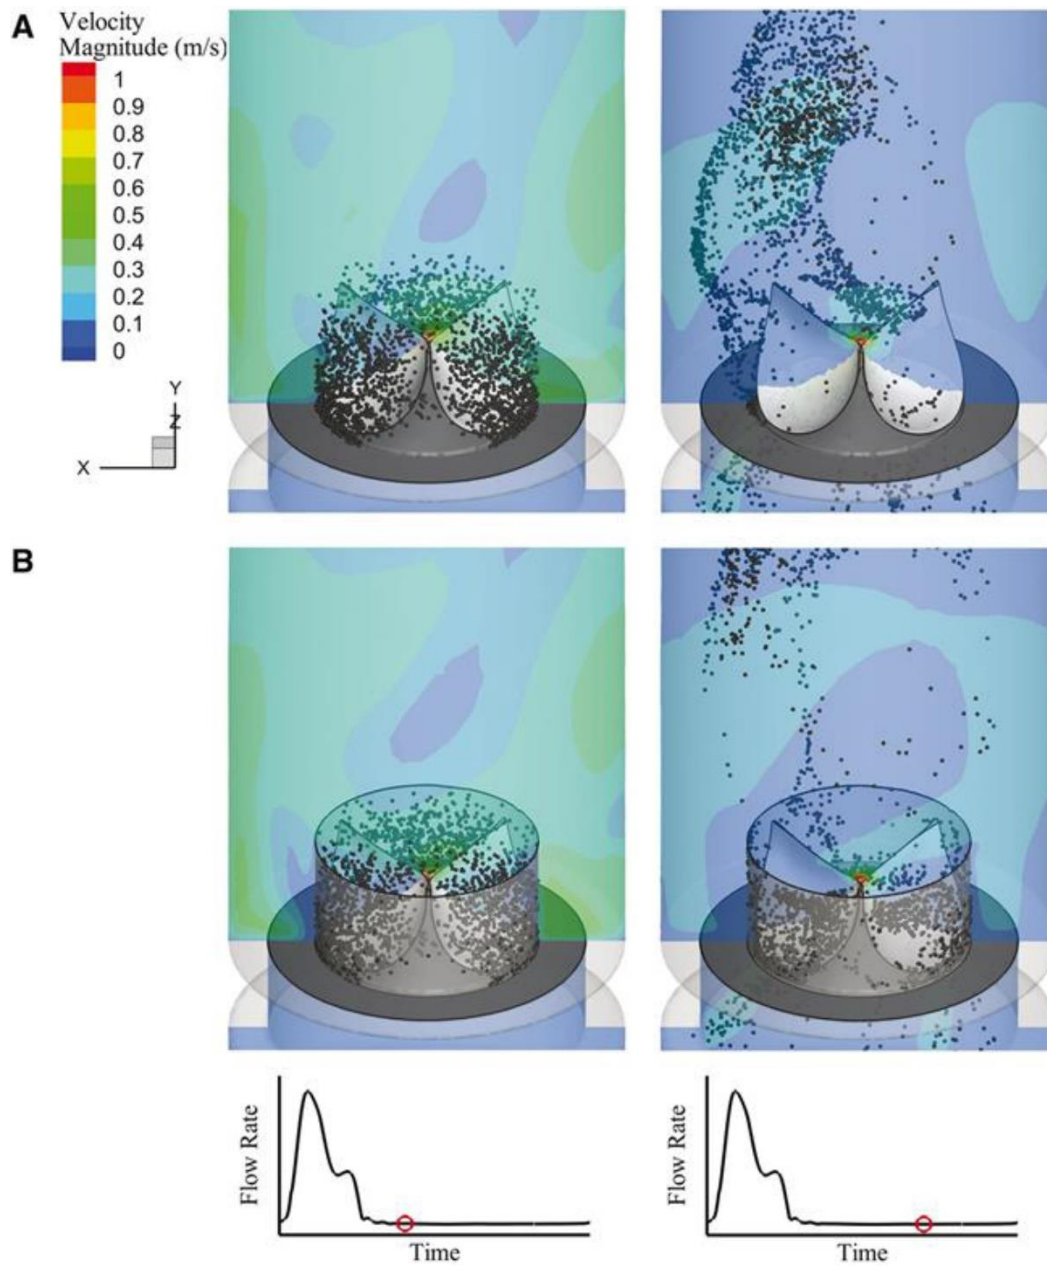 A
Velocity
Magnitude (m/s)
1
0.9
0.8
0.7
0.6
0.5
0.4
0.3
0.2
0.1
0
Y
Z
X
B
Flow Rate
Time
Flow Rate
Time